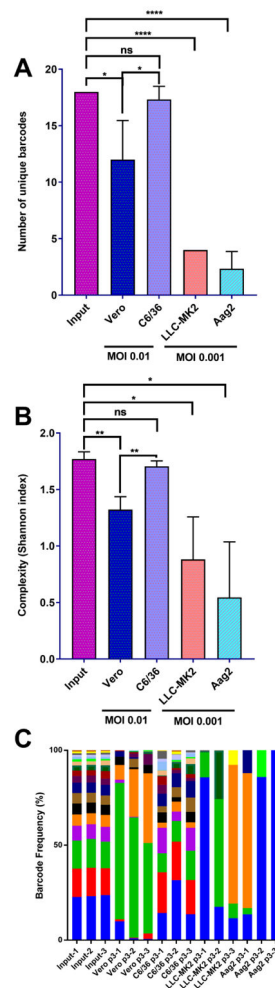 ****
****
ns
*
*
A
Number of unique barcodes
20
15
10
5
0
Input
Vero
C6/36
LLC-MK2
Aag2
MOI 0.01
MOI 0.001
*
*
ns
**
**
B
Complexity (Shannon index)
2.0
1.5
1.0
0.5
0.0
Input
Vero
C6/36
LLC-MK2
Aag2
MOI 0.01
MOI 0.001
C
Barcode Frequency (%)
100
50
0
Input-1
Input-2
Input-3
Vero p3-1
Vero p3-2
Vero p3-3
C6/36 p3-1
C6/36 p3-2
C6/36 p3-3
LLC-MK2 p3-1
LLC-MK2 p3-2
LLC-MK2 p3-3
Aag2 p3-1
Aag2 p3-2
Aag2 p3-3